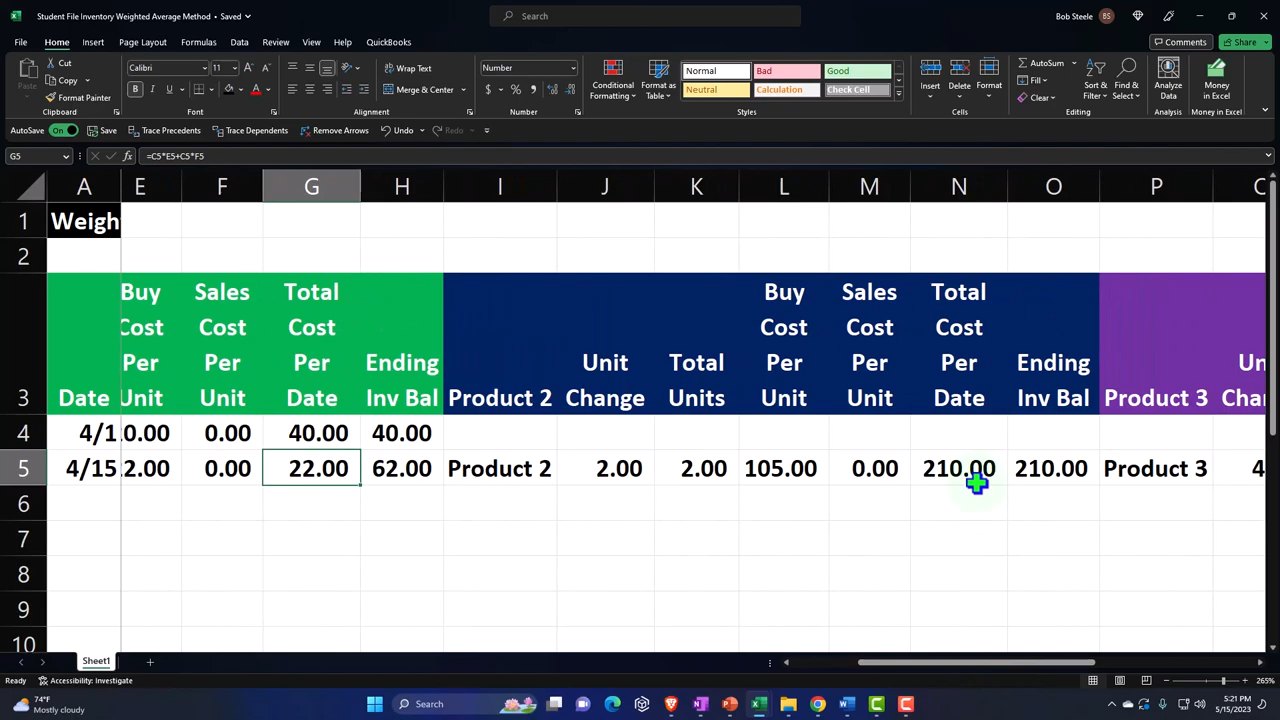 Student File Inventory Weighted Average Method • Saved
Search
Bob Steele BS
File Home Insert Page Layout Formulas Data Review View Help QuickBooks Comments Share
Cut
Copy
Format Painter
Paste
Clipboard
Calibri 11
B I U
Font
Wrap Text
Merge & Center
Alignment
Number
$ % 9
Number
Conditional Formatting
Format as Table
Normal Bad Good
Neutral Calculation Check Cell
Styles
Insert Delete Format
Cells
AutoSum
Fill
Clear
Sort & Filter
Find & Select
Editing
Analyze Data
Analysis
Money in Excel
Money in Excel
AutoSave On Save Trace Precedents Trace Dependents Remove Arrows Undo Redo
G5 fx =C5*E5+C5*F5
A E F G H I J K L M N O P
1 Weigh
2
Buy Sales Total Buy Sales Total
Cost Cost Cost Cost Cost Cost
Per Per Per Ending Unit Total Per Per Per Ending Un
3 Date Unit Unit Date Inv Bal Product 2 Change Units Unit Unit Date Inv Bal Product 3 Chan
4 4/1 0.00 0.00 40.00 40.00
5 4/15 2.00 0.00 22.00 62.00 Product 2 2.00 2.00 105.00 0.00 210.00 210.00 Product 3 4
6
7
8
9
10
Sheet1
Ready Accessibility: Investigate 265%
74°F
Mostly cloudy
Search
5:21 PM
5/15/2023